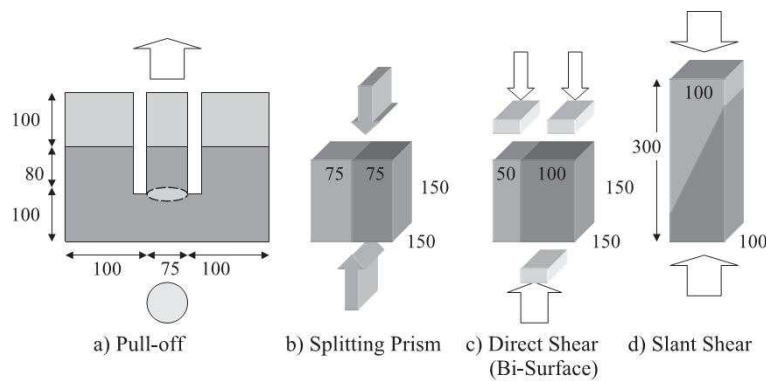 100
80
100
100 75 100
a) Pull-off
75 75
150
150
b) Splitting Prism
50 100
150
150
c) Direct Shear
(Bi-Surface)
100
300
100
d) Slant Shear